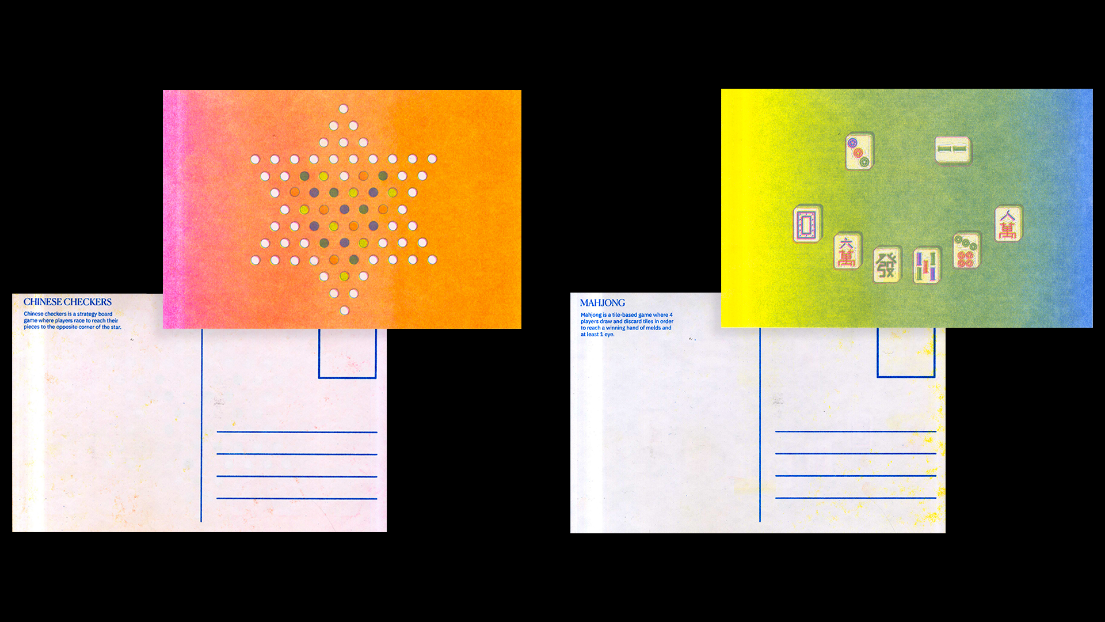 CHINESE CHECKERS
Chinese checkers is a strategy board
game where players race to reach their
pieces to the opposite corner of the star.
MAHJONG
Mahjong is a tile-based game where 4
players draw and discard tiles in order
to reach a winning hand of melds and
at least 1 eye.
六萬
發
八萬